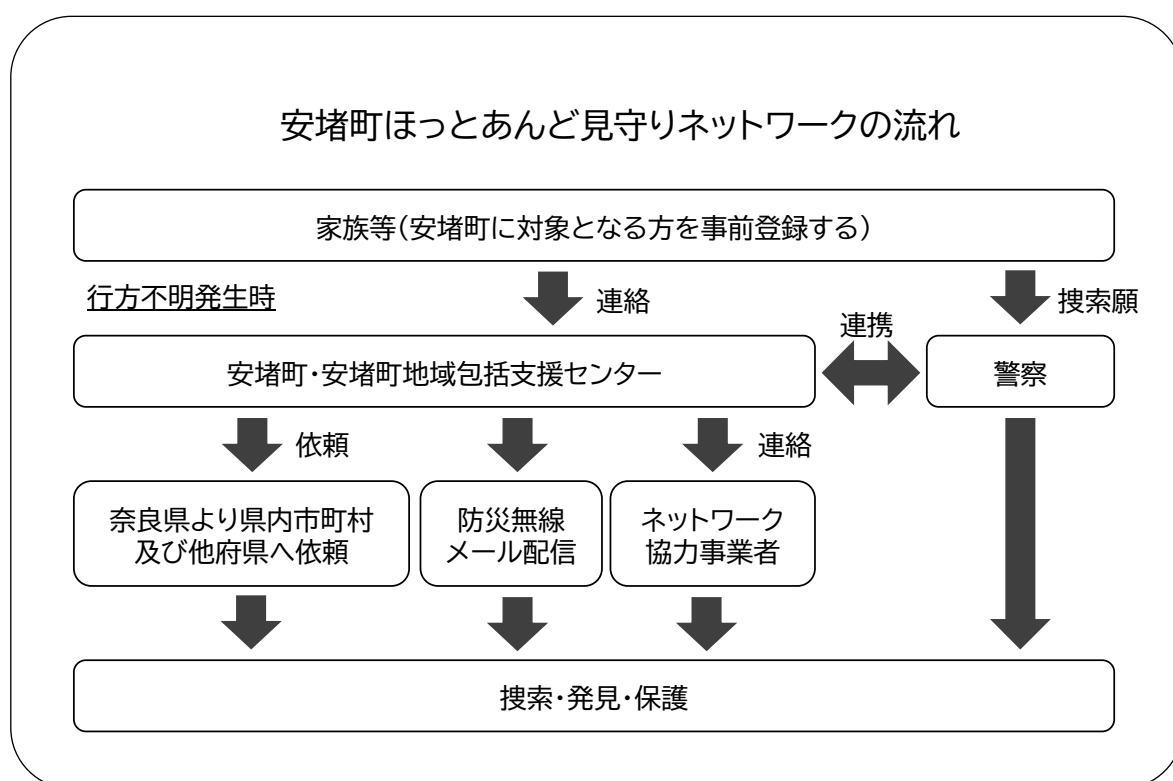 安堵町ほっとあんど見守りネットワークの流れ
家族等(安堵町に対象となる方を事前登録する)
行方不明発生時
連絡
捜索願
連携
安堵町・安堵町地域包括支援センター
警察
依頼
連絡
奈良県より県内市町村
及び他府県へ依頼
防災無線
メール配信
ネットワーク
協力事業者
捜索・発見・保護